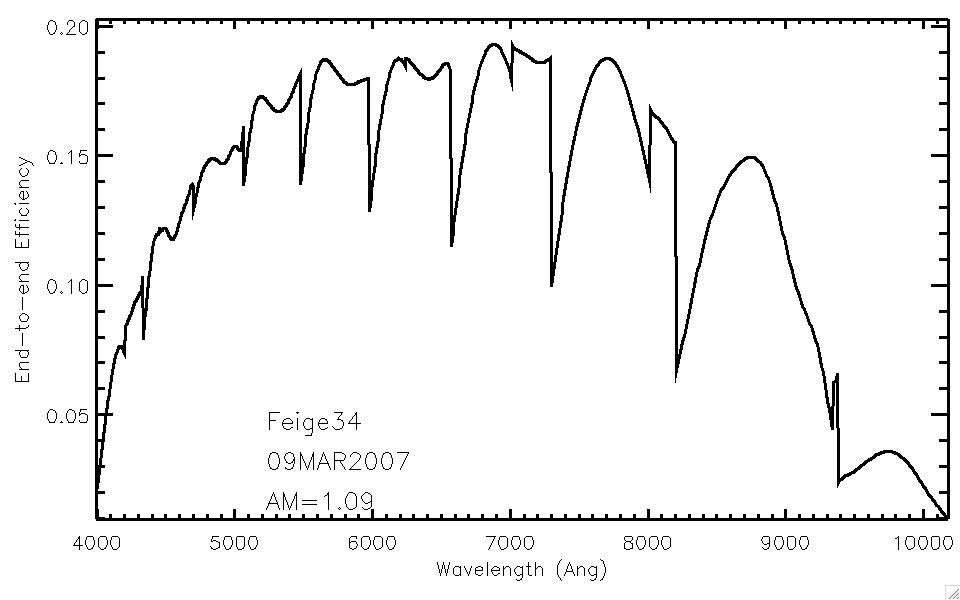 0.20
0.15
0.10
0.05
End-to-end Efficiency
Feige34
09MAR2007
AM=1.09
4000 5000 6000 7000 8000 9000 10000
Wavelength (Ang)